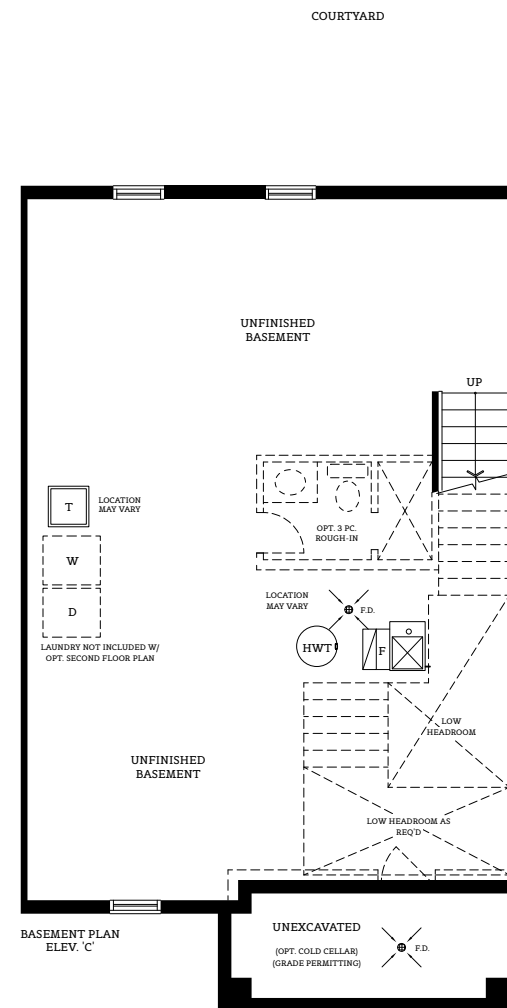 COURTYARD
UNFINISHED
BASEMENT
UP
T
LOCATION
MAY VARY
W
D
LAUNDRY NOT INCLUDED W/
OPT. SECOND FLOOR PLAN
OPT. 3 PC.
ROUGH-IN
LOCATION
MAY VARY
F.D.
HWT
F
LOW
HEADROOM
UNFINISHED
BASEMENT
LOW HEADROOM AS
REQ'D
BASEMENT PLAN
ELEV. 'C'
UNEXCAVATED
(OPT. COLD CELLAR)
(GRADE PERMITTING)
F.D.